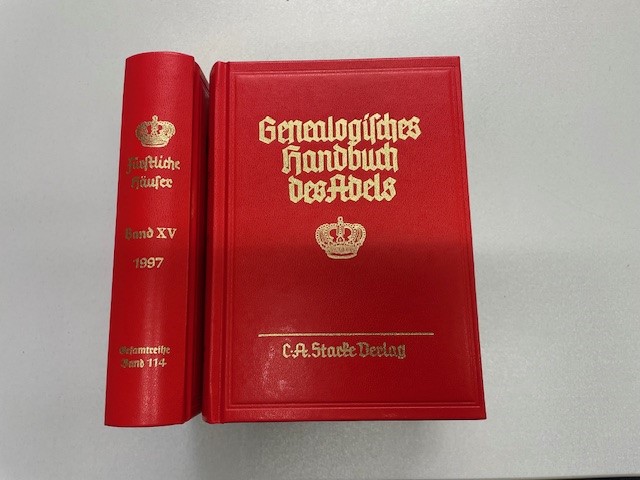 Fürstliche
Häuser
Band XV
1997
Gesamtreihe
Band 114
Genealogisches
Handbuch
des Adels
C.A. Starke Verlag